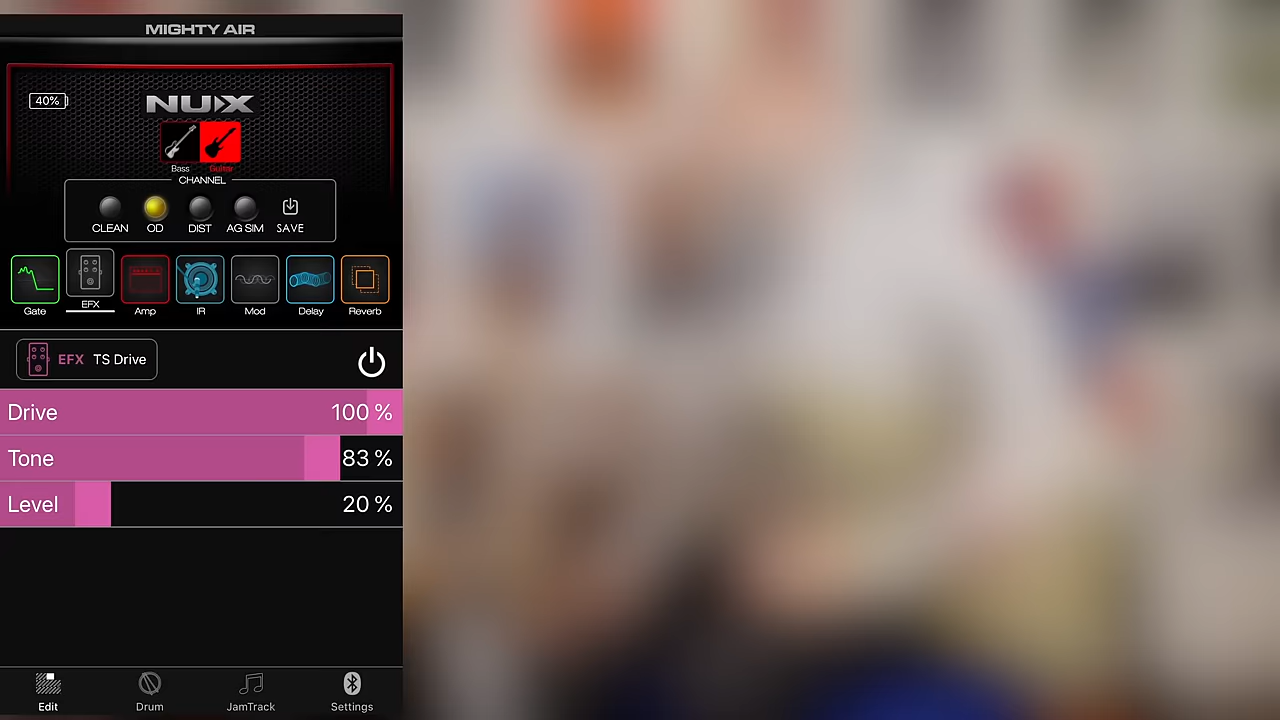 MIGHTY AIR
40%
NUX
Bass Guitar
CHANNEL
CLEAN OD DIST AG SIM SAVE
Gate EFX Amp IR Mod Delay Reverb
EFX TS Drive
Drive 100 %
Tone 83 %
Level 20 %
Edit Drum JamTrack Settings